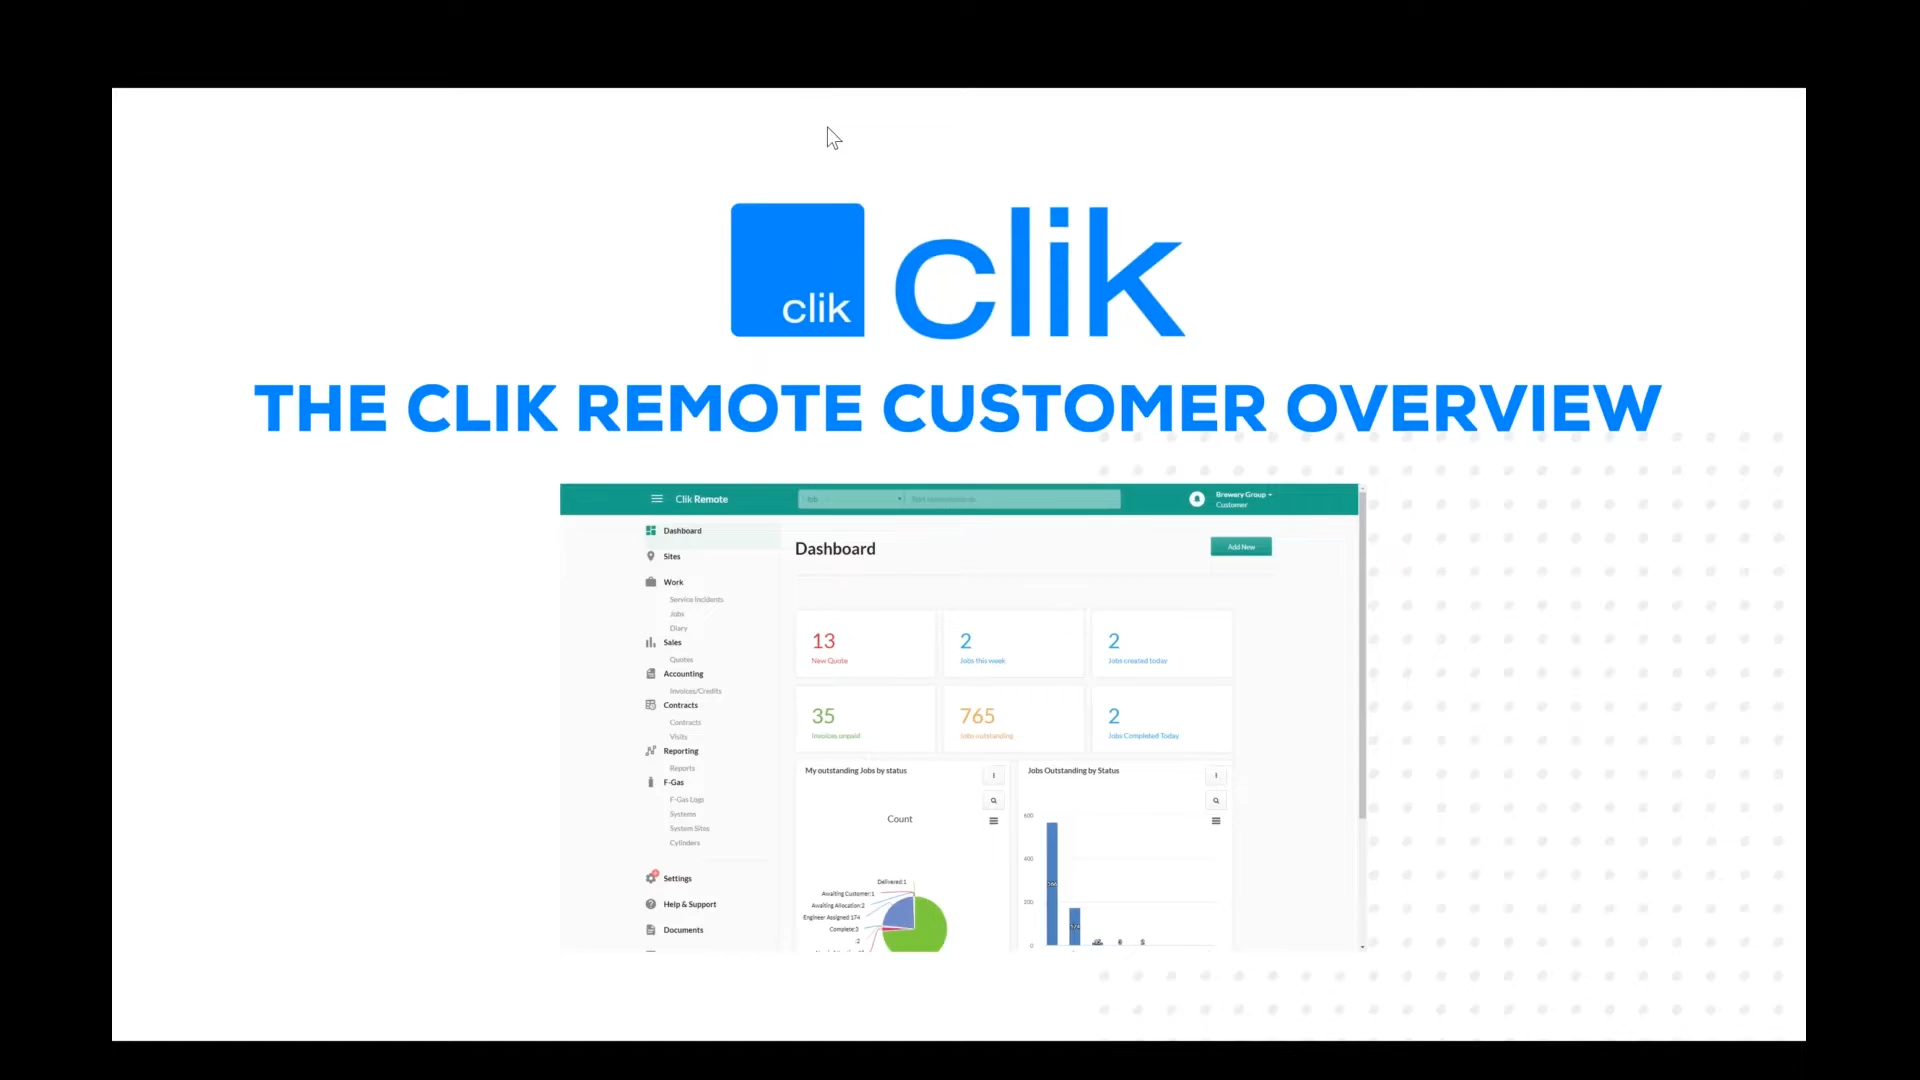 clik
clik
THE CLIK REMOTE CUSTOMER OVERVIEW
Clik Remote
Job
Brewery Group
Customer
Dashboard
Sites
Work
Service Incidents
Jobs
Diary
Sales
Quotes
Accounting
Invoices/Credits
Contracts
Contracts
Visits
Reporting
Reports
F-Gas
F-Gas Logs
Systems
System Sites
Cylinders
Settings
Help & Support
Documents
Dashboard
Add New
13
New Quote
2
Jobs this week
2
Jobs created today
35
Invoices unpaid
765
Jobs outstanding
2
Jobs Completed Today
My outstanding Jobs by status
Count
Delivered:1
Awaiting Customer:1
Awaiting Allocation:2
Engineer Assigned 174
Complete:3
:2
Jobs Outstanding by Status
600
400
200
0
566
174